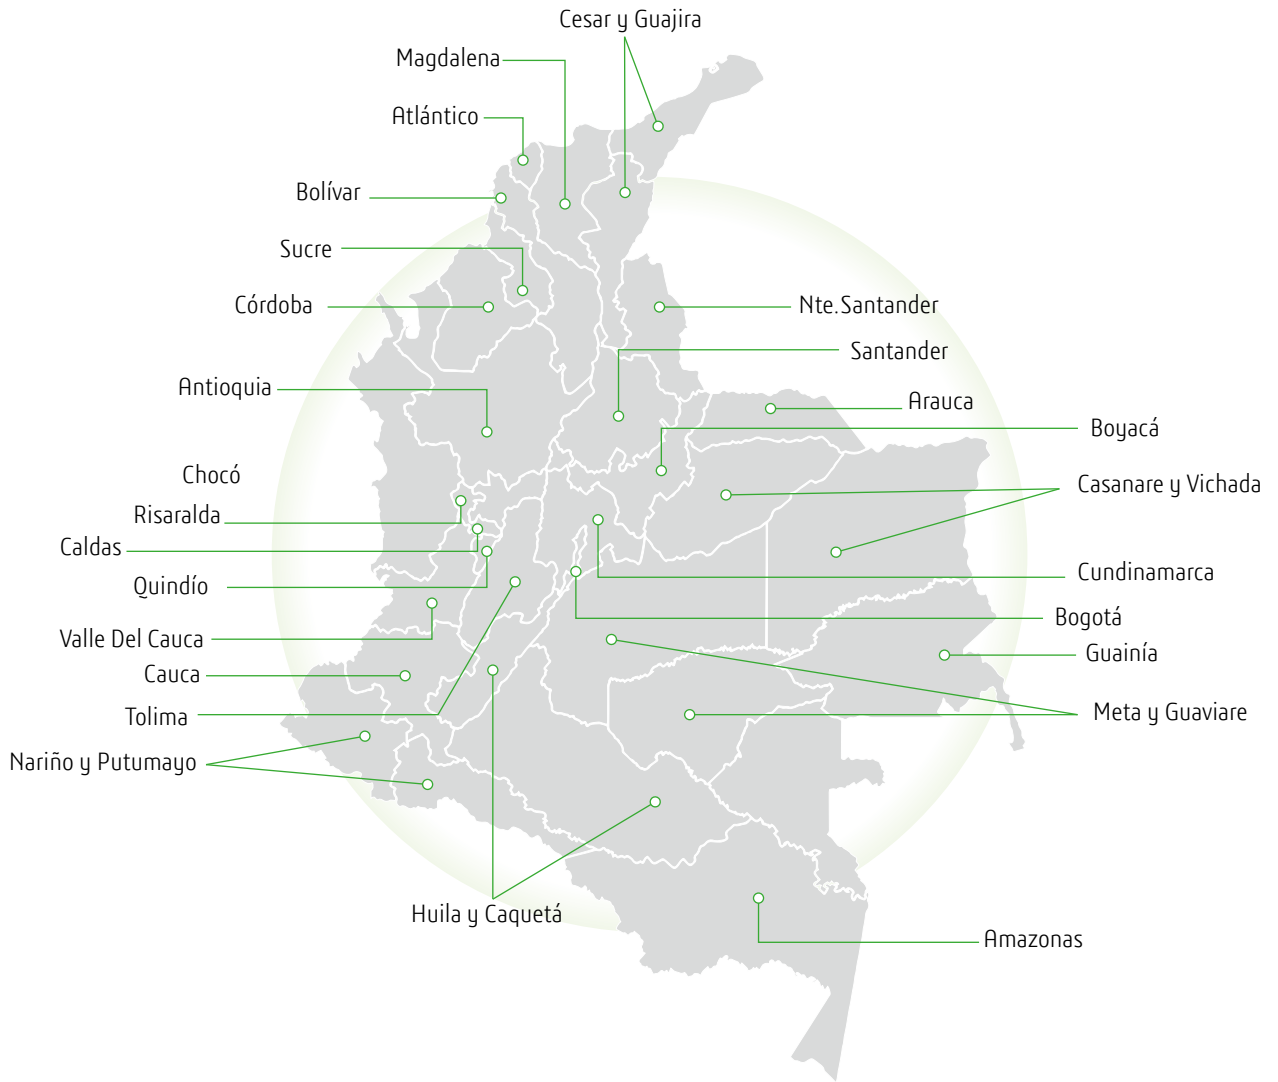 Cesar y Guajira
Magdalena
Atlántico
Bolívar
Sucre
Córdoba
Nte.Santander
Santander
Antioquia
Arauca
Boyacá
Chocó
Casanare y Vichada
Risaralda
Caldas
Quindío
Cundinamarca
Bogotá
Valle Del Cauca
Guainía
Cauca
Tolima
Meta y Guaviare
Nariño y Putumayo
Huila y Caquetá
Amazonas